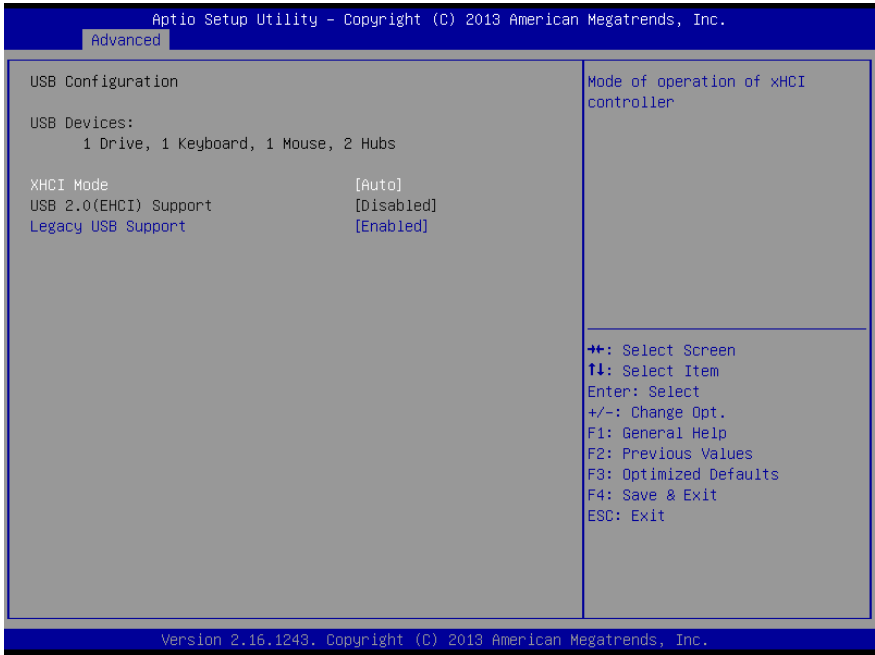 Aptio Setup Utility – Copyright (C) 2013 American Megatrends, Inc.
Advanced
USB Configuration
USB Devices:
1 Drive, 1 Keyboard, 1 Mouse, 2 Hubs
XHCI Mode [Auto]
USB 2.0(EHCI) Support [Disabled]
Legacy USB Support [Enabled]
Mode of operation of xHCI
controller
→←: Select Screen
↑↓: Select Item
Enter: Select
+/-: Change Opt.
F1: General Help
F2: Previous Values
F3: Optimized Defaults
F4: Save & Exit
ESC: Exit
Version 2.16.1243. Copyright (C) 2013 American Megatrends, Inc.